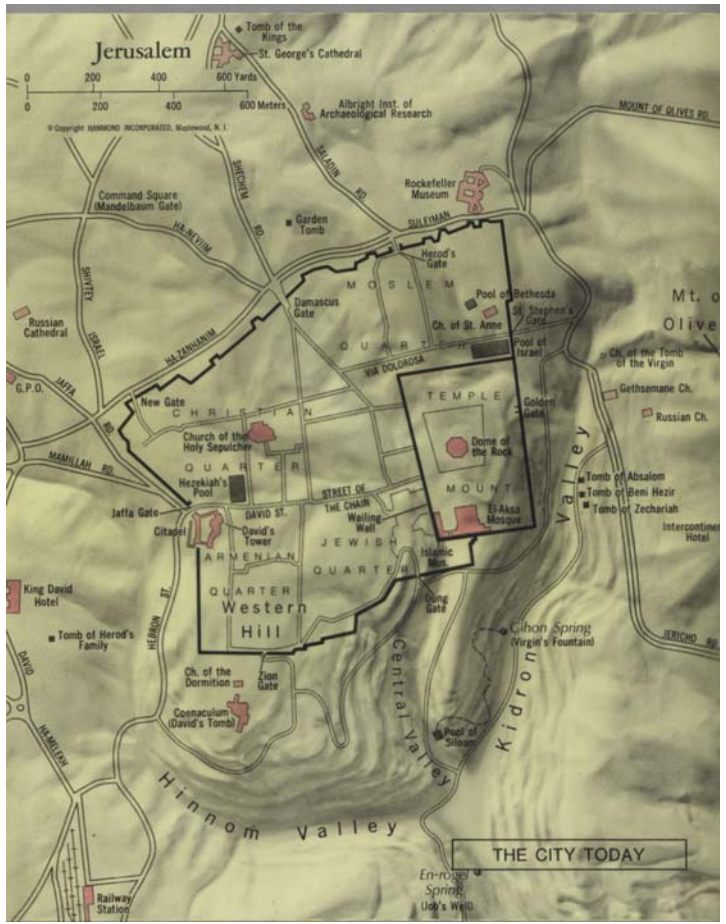 Jerusalem
0 200 400 600 Yards
0 200 400 600 Meters
© Copyright HAMMOND INCORPORATED, Maplewood, N. J.
Tomb of the
Kings
St. George's Cathedral
Albright Inst. of
Archaeological Research
MOUNT OF OLIVES RD.
SALADIN RD.
SHECHEM RD.
Rockefeller
Museum
Command Square
(Mandelbaum Gate)
HA-NEVIIM
Garden
Tomb
SULEIMAN
Herod's
Gate
SHIVTEY ISRAEL
MOSLEM
QUARTER
Damascus
Gate
Pool of Bethesda
St. Stephen's
Gate
Ch. of St. Anne
Pool of
Israel
Mt. o
Olive
Russian
Cathedral
HA-ZANHANIM
VIA DOLOROSA
Ch. of the Tomb
of the Virgin
G.P.O.
JAFFA RD.
New Gate
CHRISTIAN
QUARTER
TEMPLE
MOUNT
Golden
Gate
Gethsemane Ch.
Russian Ch.
Church of the
Holy Sepulcher
Dome of
the Rock
MAMILLAH RD.
Hezekiah's
Pool
Tomb of Absalom
Tomb of Beni Hezir
Tomb of Zechariah
STREET OF
THE CHAIN
DAVID ST.
Jaffa Gate
Wailing
Wall
El-Aksa
Mosque
Intercontinen
Hotel
Citadel
David's
Tower
JEWISH
QUARTER
Islamic
Mus.
ARMENIAN
QUARTER
Western
Hill
Dung
Gate
King David
Hotel
HEBRON ST.
Gihon Spring
(Virgin's Fountain)
Tomb of Herod's
Family
JERICHO RD.
Zion
Gate
Ch. of the
Dormition
Coenaculum
(David's Tomb)
DAVID
HA-MELEKH
Central Valley
Kidron Valley
Pool of
Siloam
Hinnom Valley
THE CITY TODAY
En-rogel
Spring
(Job's Well)
Railway
Station